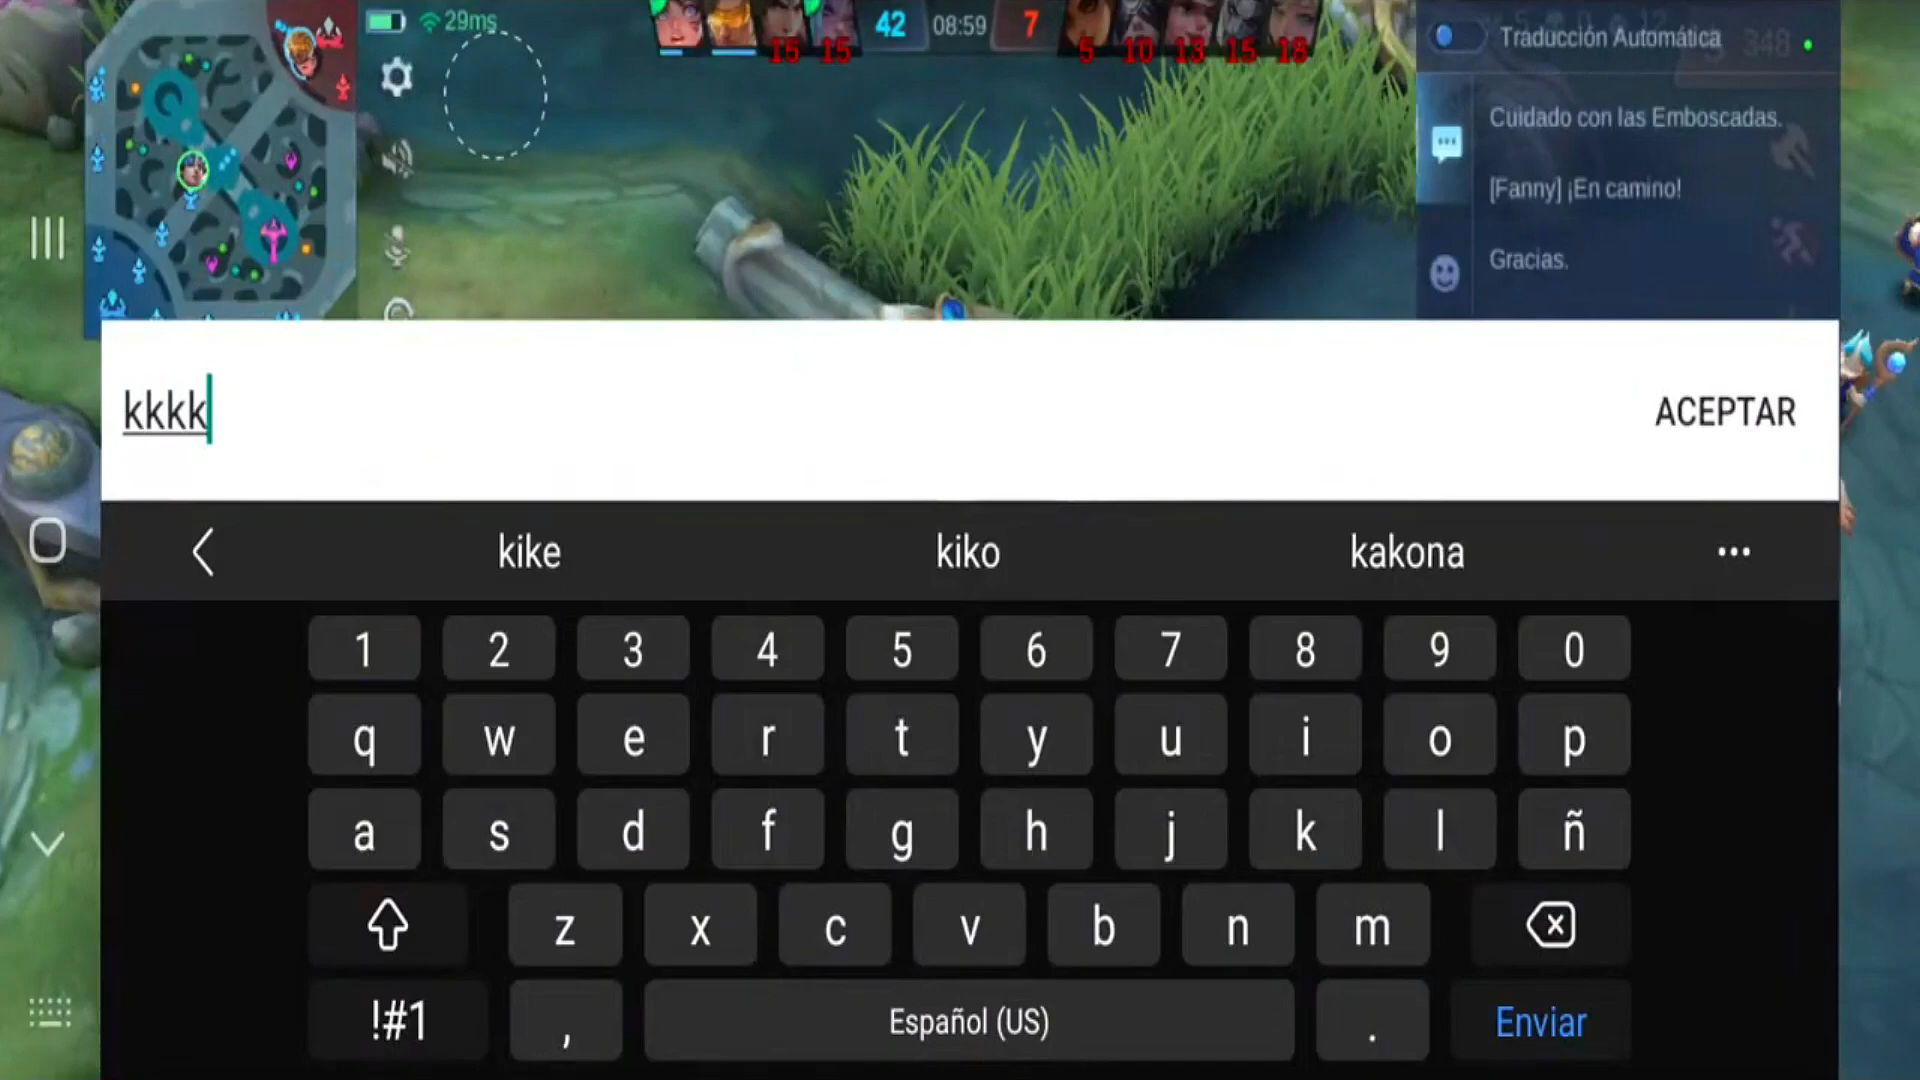 29ms
42 08:59 7
15 15 5 10 13 15 18
Traducción Automática
348
Cuidado con las Emboscadas.
[Fanny] ¡En camino!
Gracias.
kkkk
ACEPTAR
kike kiko kakona
1 2 3 4 5 6 7 8 9 0
q w e r t y u i o p
a s d f g h j k l ñ
z x c v b n m
!#1 , Español (US) . Enviar